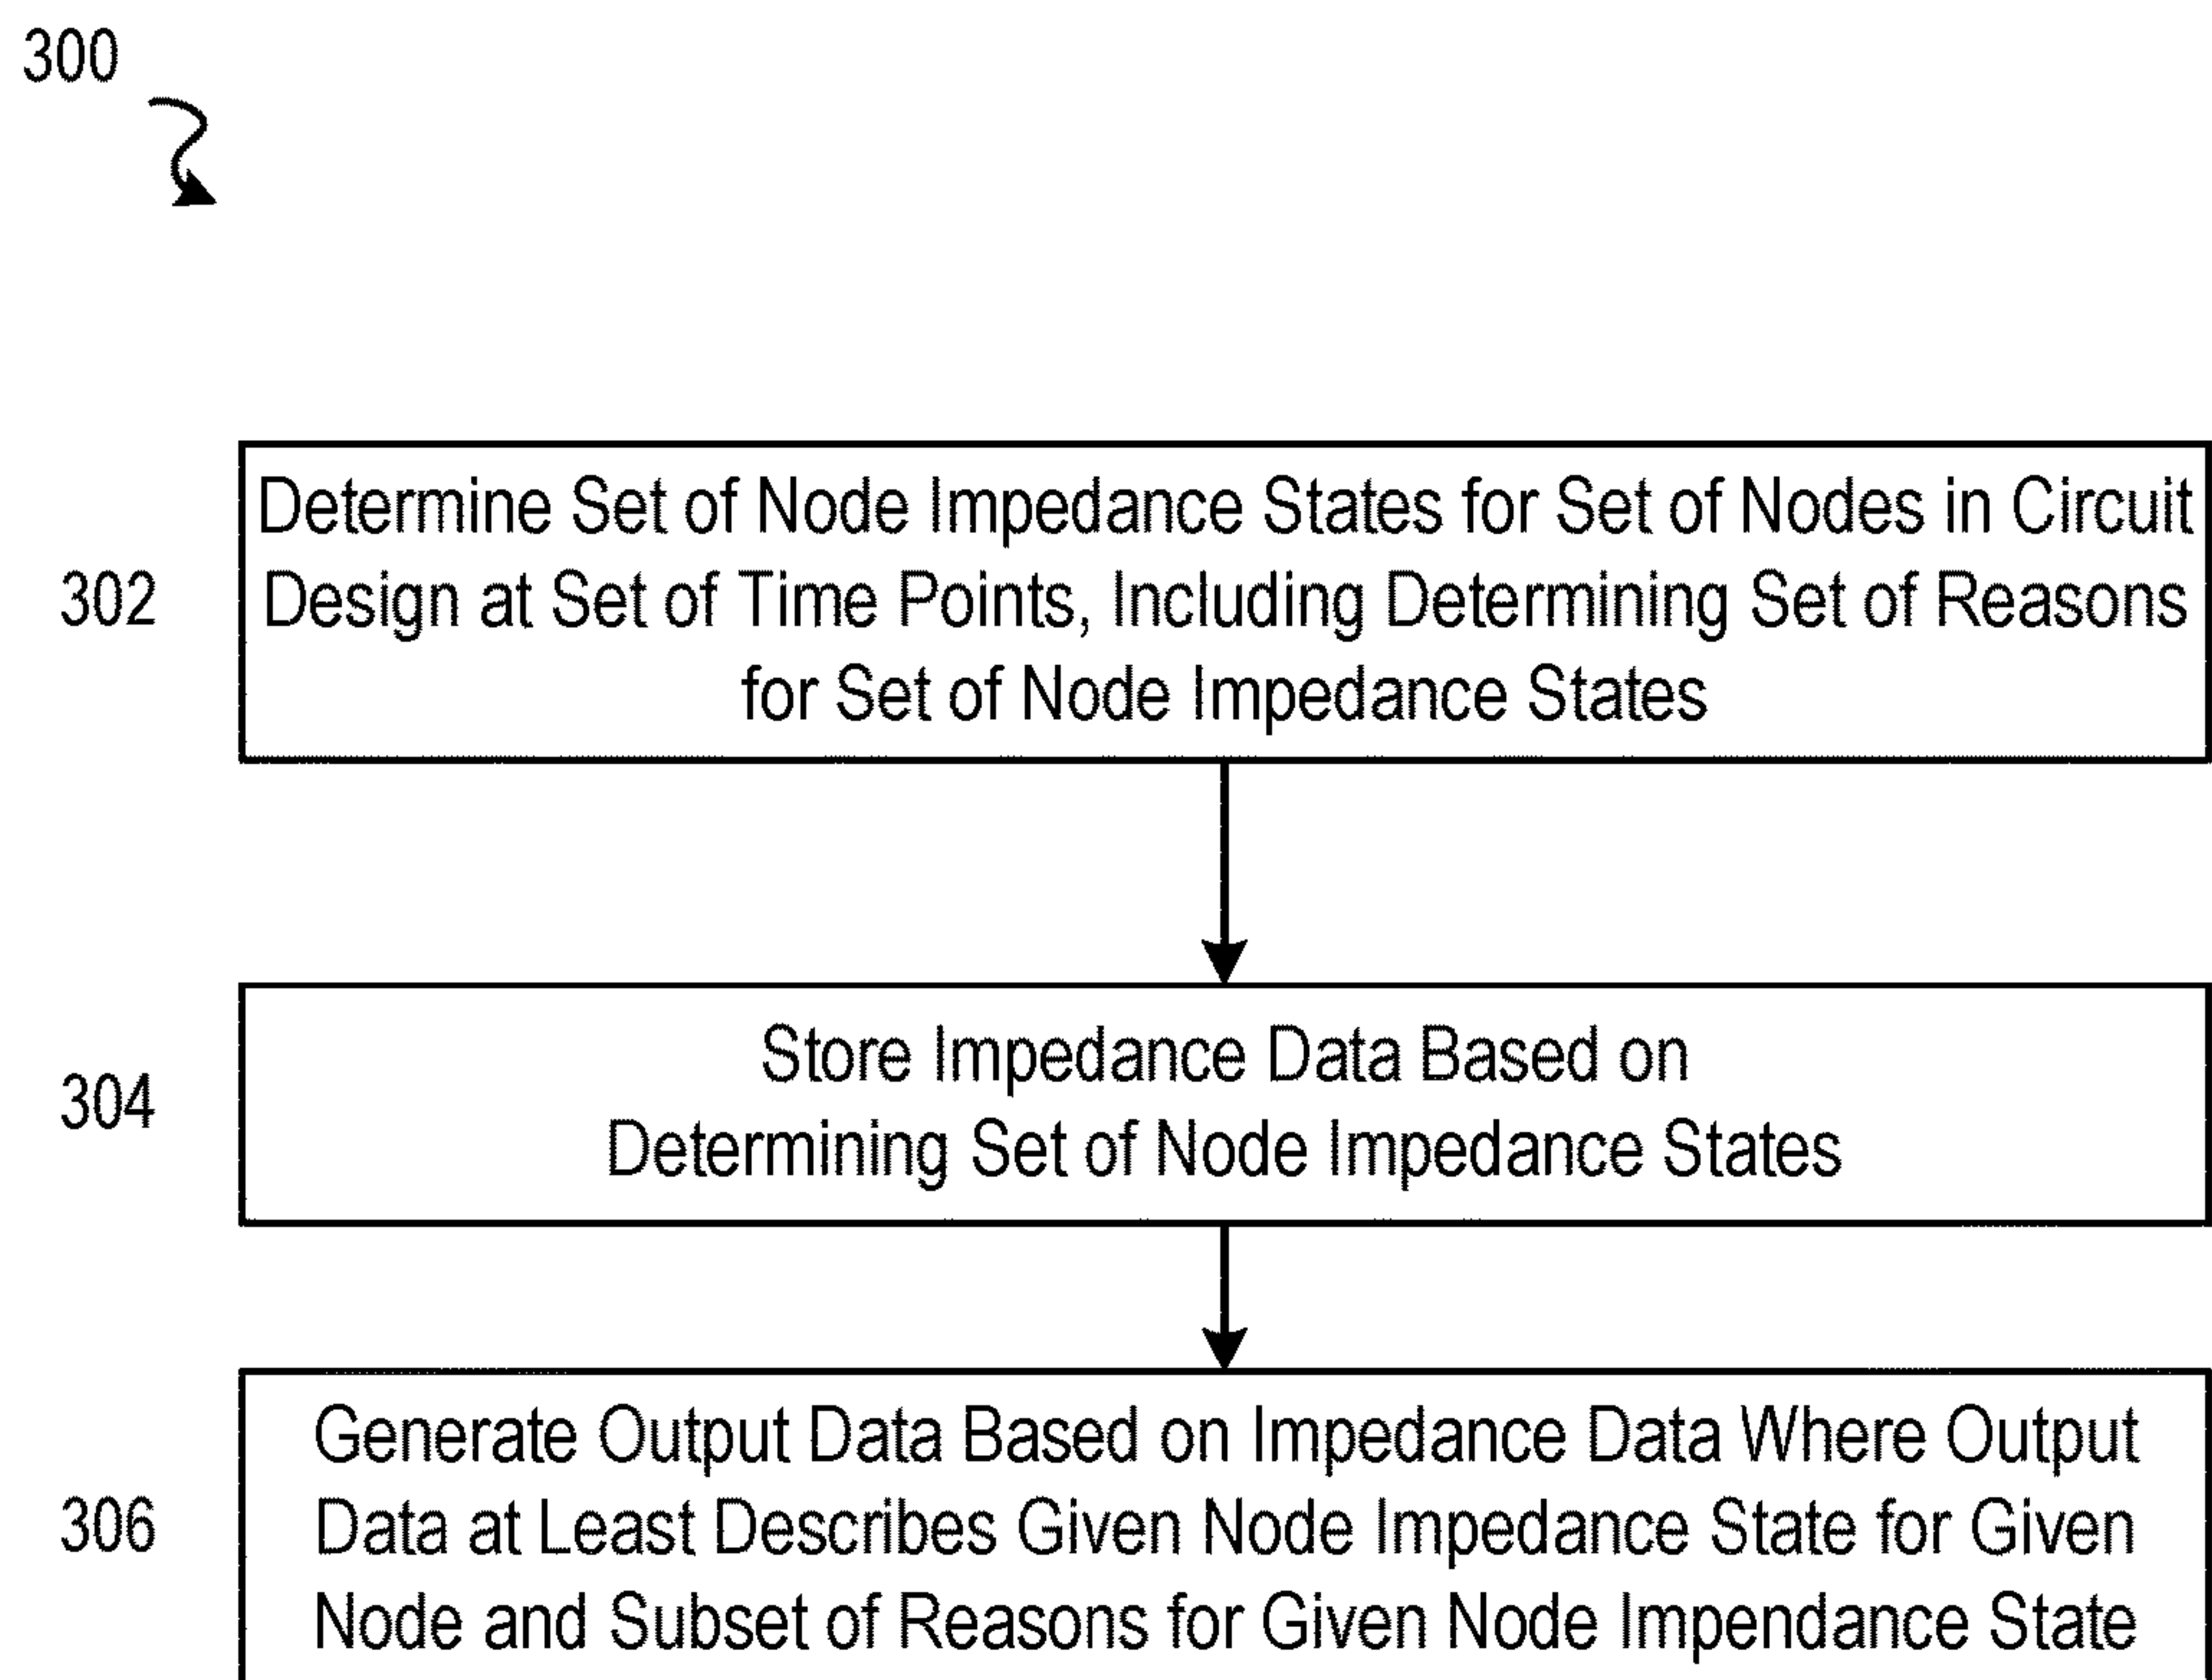 300
302
Determine Set of Node Impedance States for Set of Nodes in Circuit
Design at Set of Time Points, Including Determining Set of Reasons
for Set of Node Impedance States
304
Store Impedance Data Based on
Determining Set of Node Impedance States
306
Generate Output Data Based on Impedance Data Where Output
Data at Least Describes Given Node Impedance State for Given
Node and Subset of Reasons for Given Node Impendance State